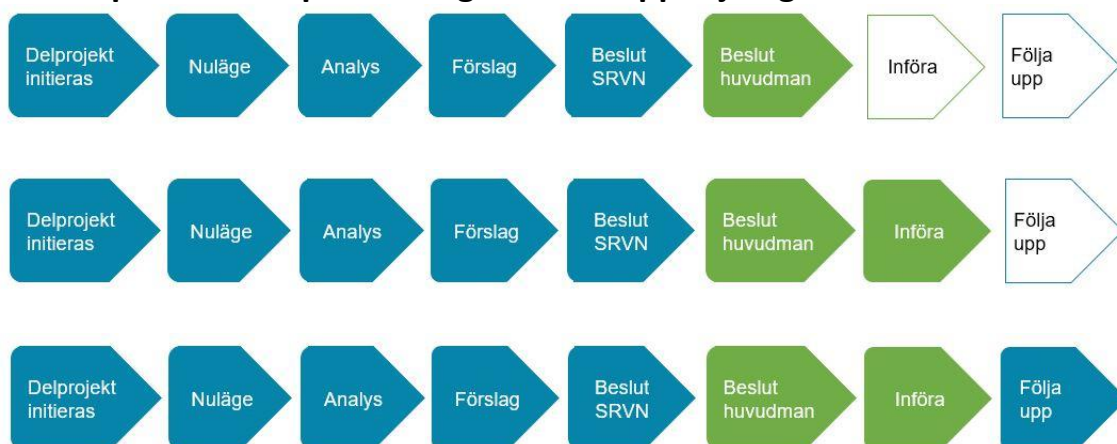 Delprojekt
initieras
Nuläge
Analys
Förslag
Beslut
SRVN
Beslut
huvudman
Införa
Följa
upp
Delprojekt
initieras
Nuläge
Analys
Förslag
Beslut
SRVN
Beslut
huvudman
Införa
Följa
upp
Delprojekt
initieras
Nuläge
Analys
Förslag
Beslut
SRVN
Beslut
huvudman
Införa
Följa
upp